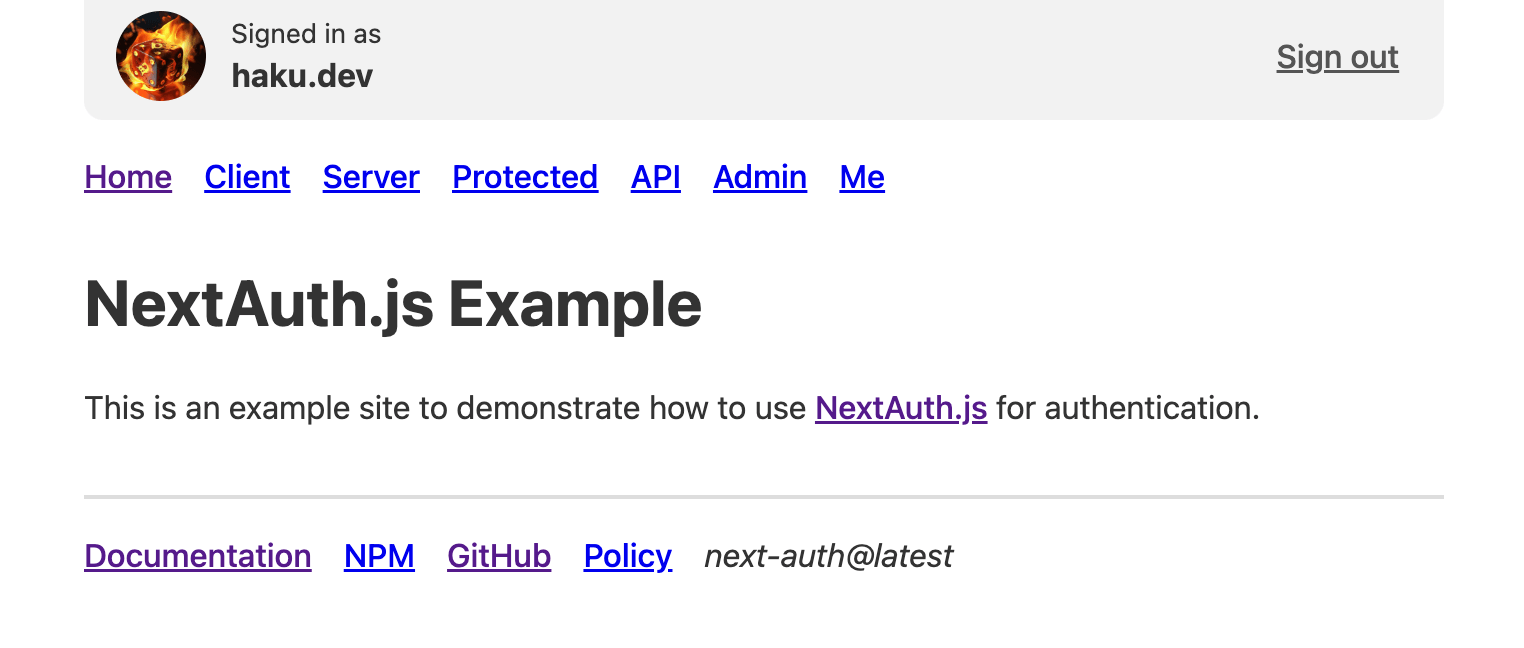 Signed in as
haku.dev
Sign out
Home Client Server Protected API Admin Me
NextAuth.js Example
This is an example site to demonstrate how to use NextAuth.js for authentication.
Documentation NPM GitHub Policy next-auth@latest